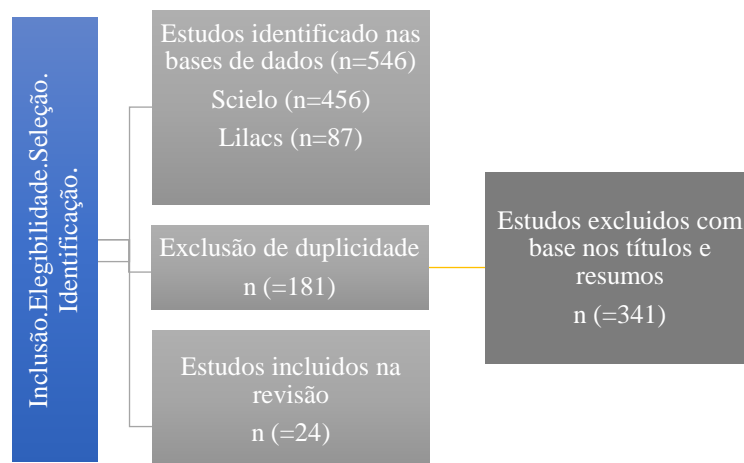 Inclusão.Elegibilidade.Seleção.
Identificação.
Estudos identificado nas
bases de dados (n=546)
Scielo (n=456)
Lilacs (n=87)
Exclusão de duplicidade
n (=181)
Estudos incluidos na
revisão
n (=24)
Estudos excluidos com
base nos títulos e
resumos
n (=341)